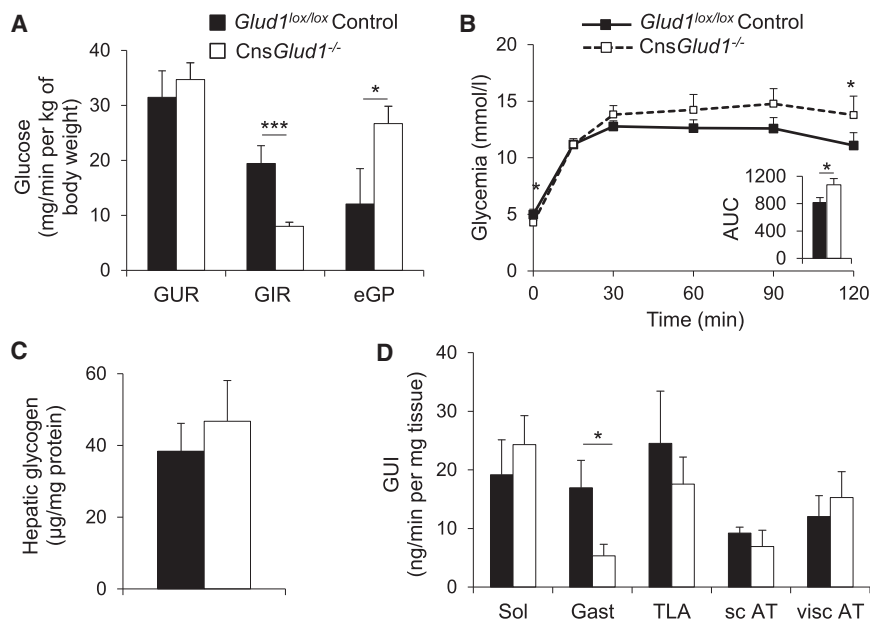 A
Glud1lox/lox Control
CnsGlud1-/-
Glucose
(mg/min per kg of
body weight)
40
30
20
10
0
***
*
GUR GIR eGP
B
Glud1lox/lox Control
CnsGlud1-/-
Glycemia (mmol/l)
20
15
10
5
0
*
*
AUC
1200
800
400
0
*
0 30 60 90 120
Time (min)
C
Hepatic glycogen
(µg/mg protein)
60
40
20
0
D
GUI
(ng/min per mg tissue)
40
30
20
10
0
*
Sol Gast TLA sc AT visc AT